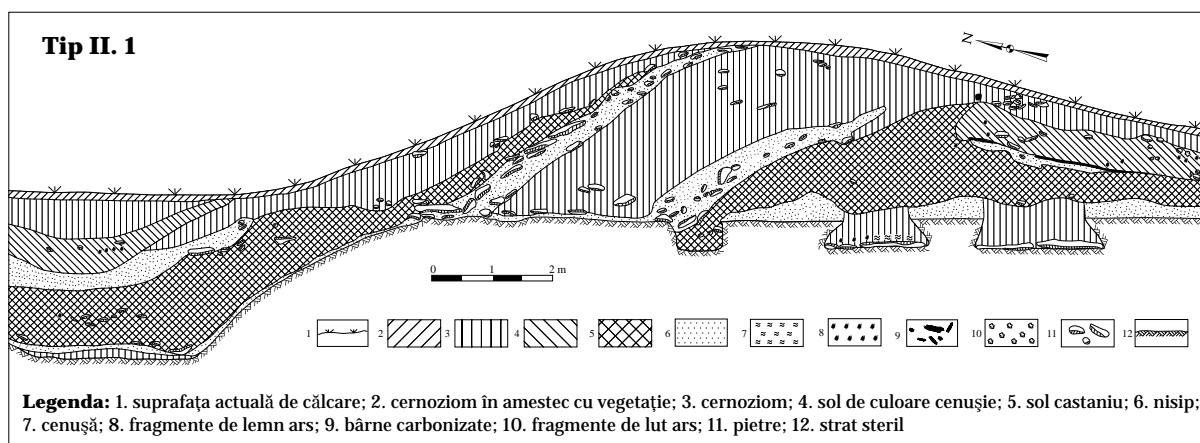 Tip II. 1
N
0 1 2 m
1 2 3 4 5 6 7 8 9 10 11 12
Legenda: 1. suprafața actuală de călcare; 2. cernoziom în amestec cu vegetație; 3. cernoziom; 4. sol de culoare cenușie; 5. sol castaniu; 6. nisip;
7. cenușă; 8. fragmente de lemn ars; 9. bârne carbonizate; 10. fragmente de lut ars; 11. pietre; 12. strat steril